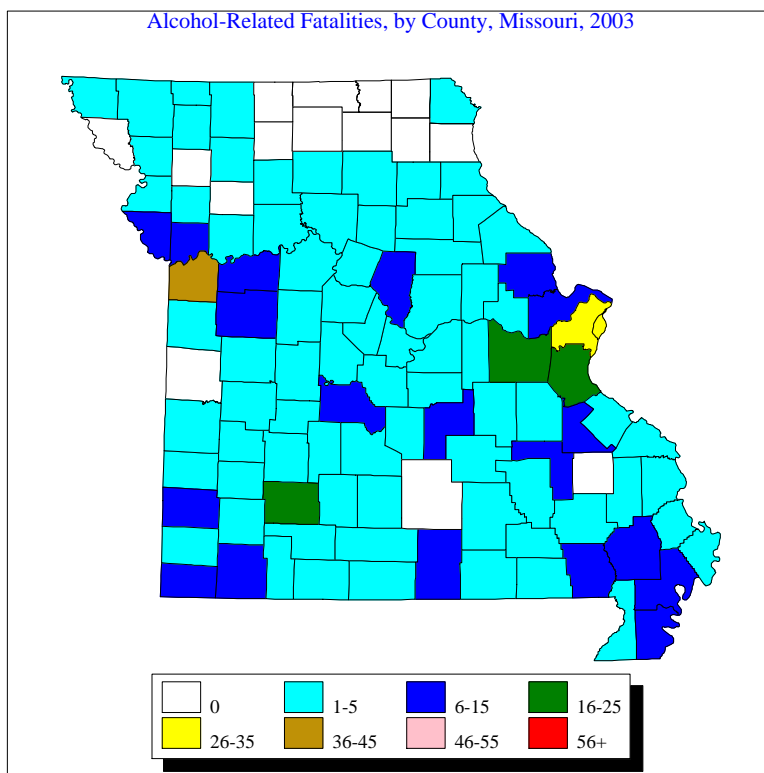 Alcohol-Related Fatalities, by County, Missouri, 2003
0 1-5 6-15 16-25
26-35 36-45 46-55 56+